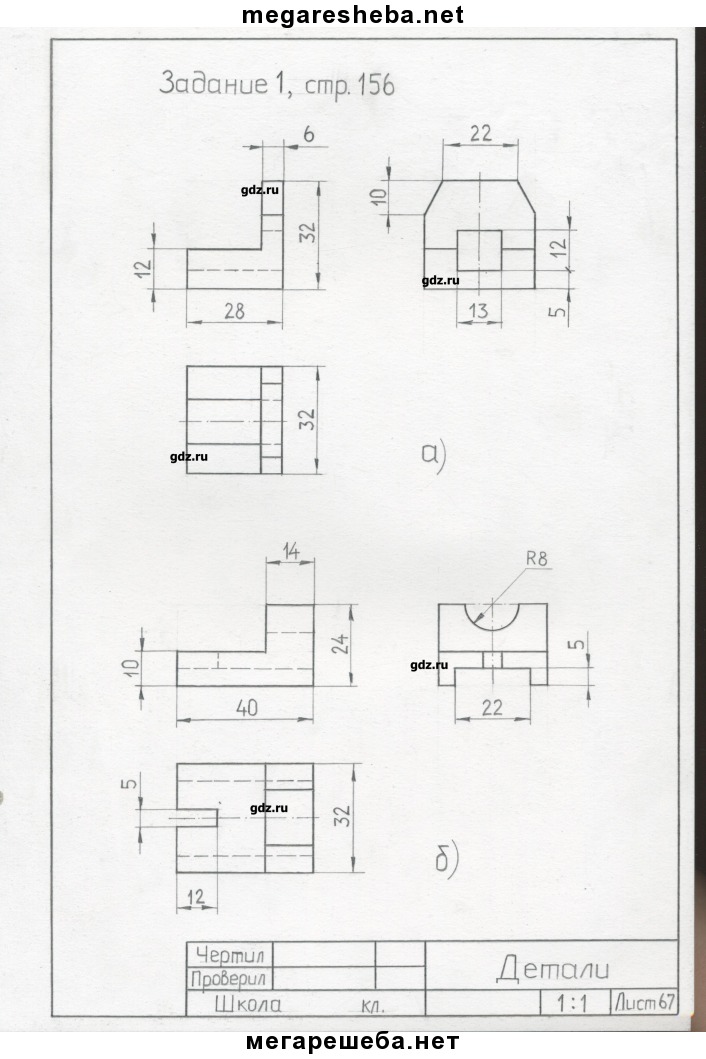 megaresheba.net
Задание 1, стр. 156
6
22
gdz.ru
10
32
12
12
gdz.ru
28
13
5
32
gdz.ru
а)
14
R8
24
5
10
gdz.ru
40
22
5
gdz.ru
32
б)
12
Чертил
Проверил
Детали
Школа кл.
1:1
Лист 67
мегарешеба.нет